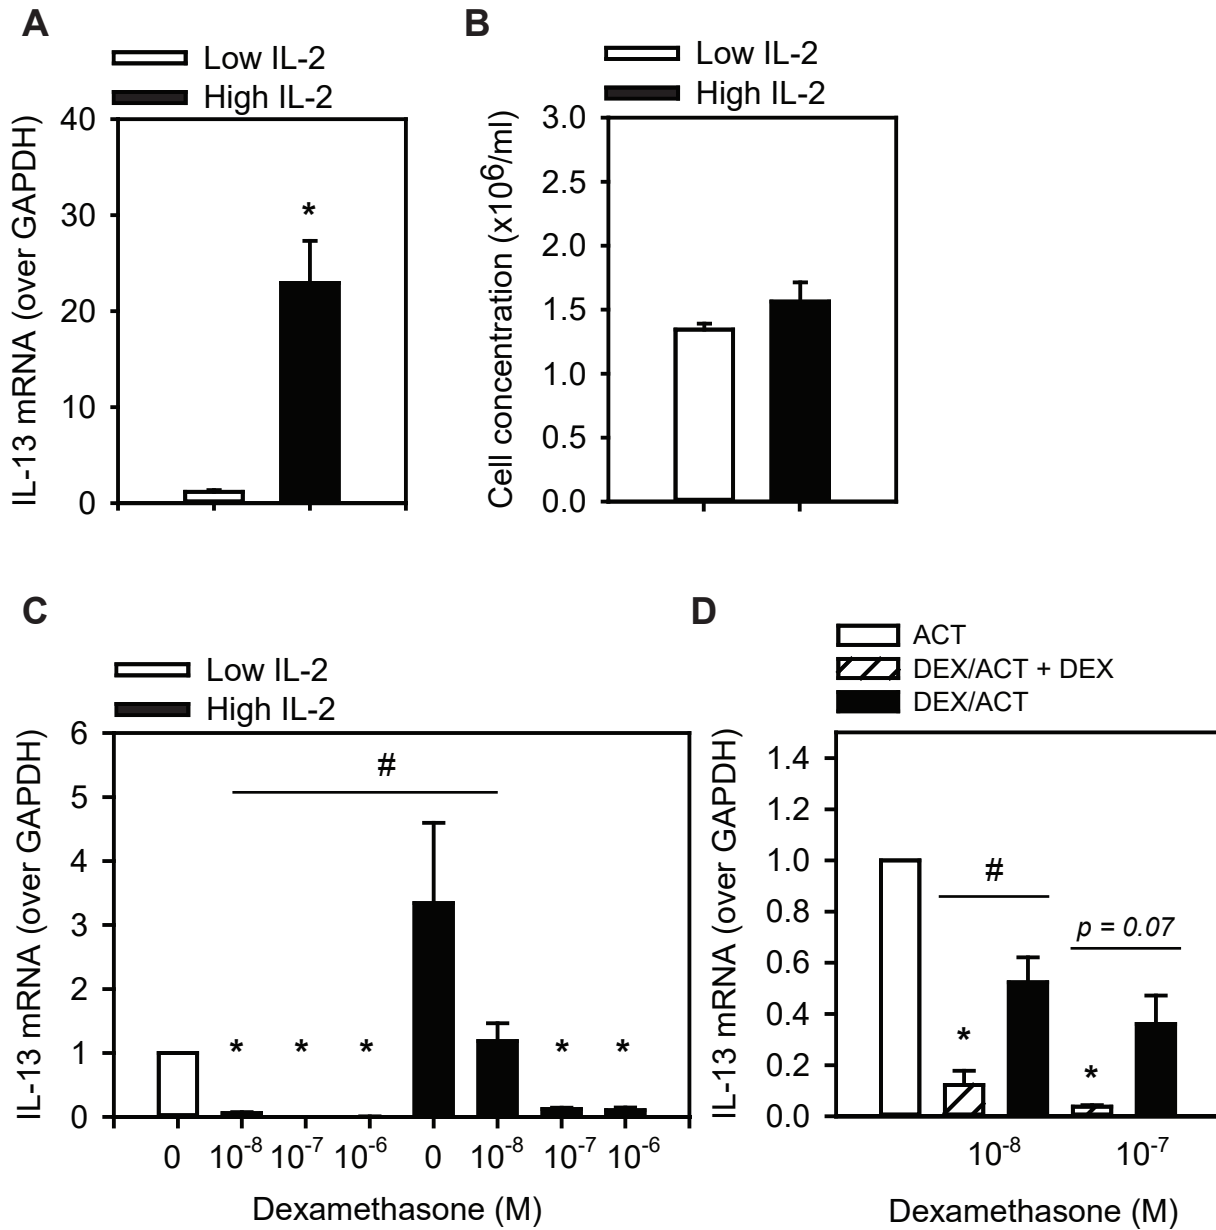 A
Low IL-2
High IL-2
IL-13 mRNA (over GAPDH)
40
30
20
10
0
*
B
Low IL-2
High IL-2
Cell concentration (x10⁶/ml)
3.0
2.5
2.0
1.5
1.0
0.5
0.0
C
Low IL-2
High IL-2
IL-13 mRNA (over GAPDH)
6
5
4
3
2
1
0
#
* * * * *
0 10⁻⁸ 10⁻⁷ 10⁻⁶ 0 10⁻⁸ 10⁻⁷ 10⁻⁶
Dexamethasone (M)
D
ACT
DEX/ACT + DEX
DEX/ACT
IL-13 mRNA (over GAPDH)
1.4
1.2
1.0
0.8
0.6
0.4
0.2
0.0
#
p = 0.07
*
*
10⁻⁸ 10⁻⁷
Dexamethasone (M)